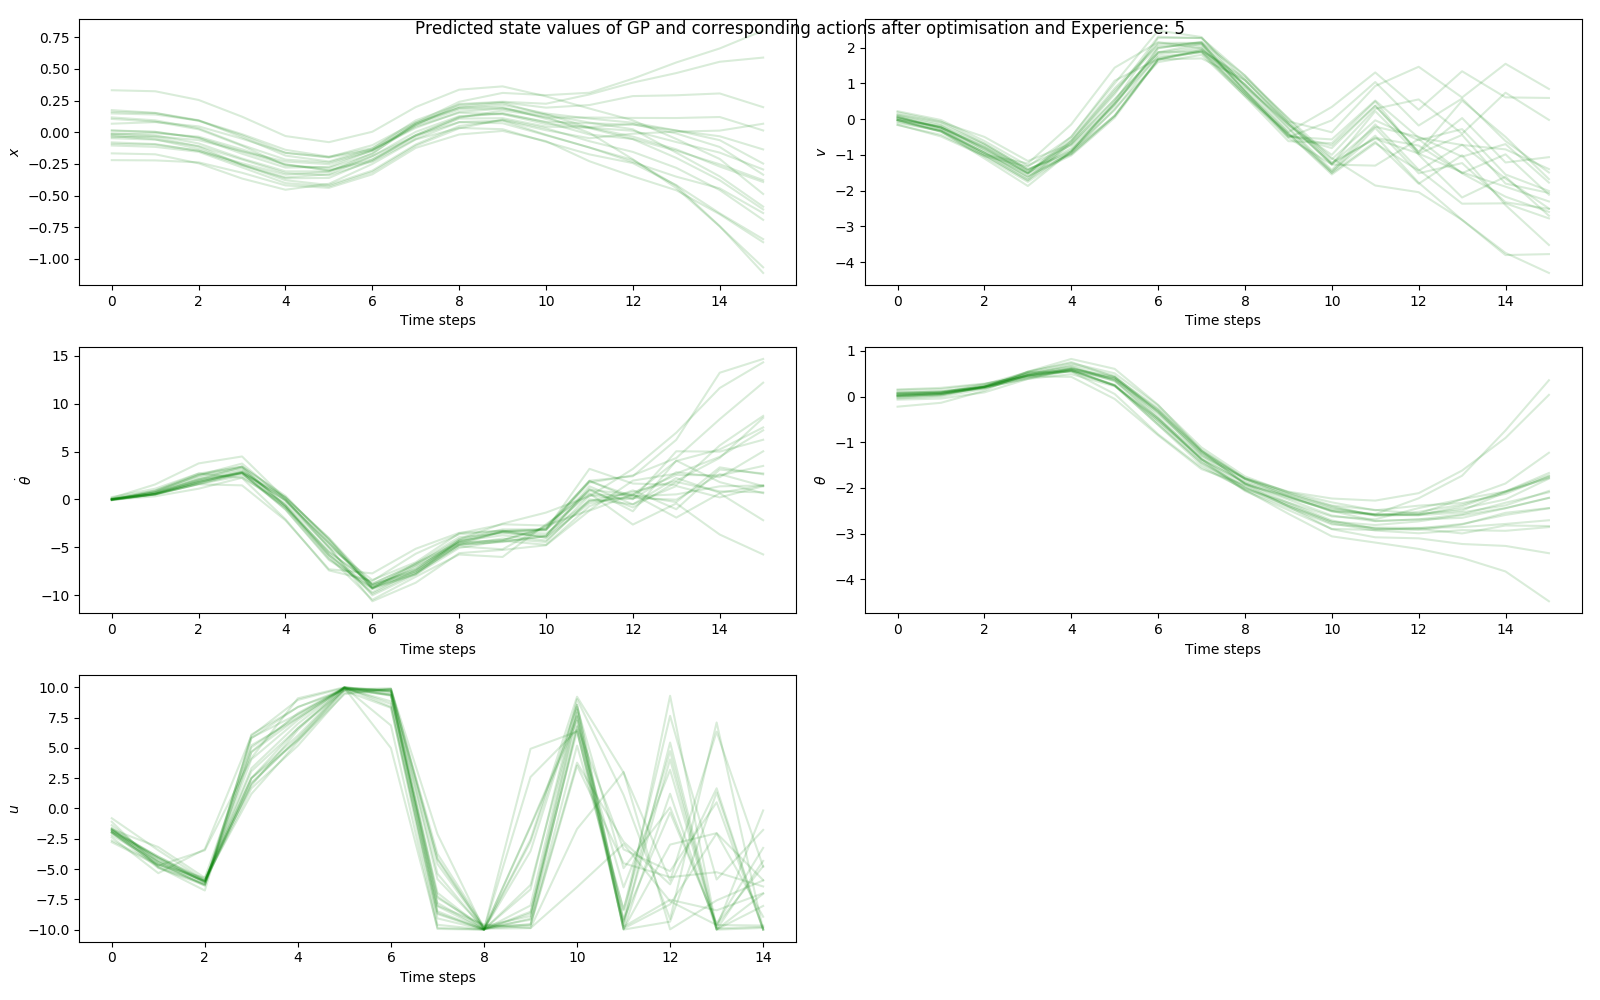 Predicted state values of GP and corresponding actions after optimisation and Experience: 5
0.75
0.50
0.25
0.00
−0.25
−0.50
−0.75
−1.00
x
0 2 4 6 8 10 12 14
Time steps
2
1
0
−1
−2
−3
−4
v
0 2 4 6 8 10 12 14
Time steps
15
10
5
0
−5
−10
θ̇
0 2 4 6 8 10 12 14
Time steps
1
0
−1
−2
−3
−4
θ
0 2 4 6 8 10 12 14
Time steps
10.0
7.5
5.0
2.5
0.0
−2.5
−5.0
−7.5
−10.0
u
0 2 4 6 8 10 12 14
Time steps